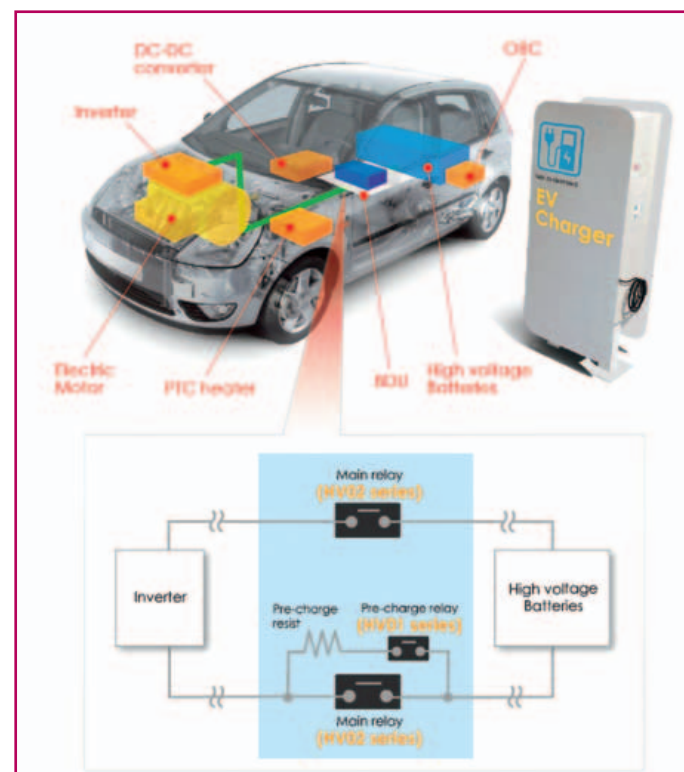 DC-DC
converter
OBC
Inverter
EV
Charger
Electric
Motor
PTC heater
BDU
High voltage
Batteries
Main relay
Inverter
High voltage
Batteries
Pre-charge
resist
Pre-charge relay
Main relay